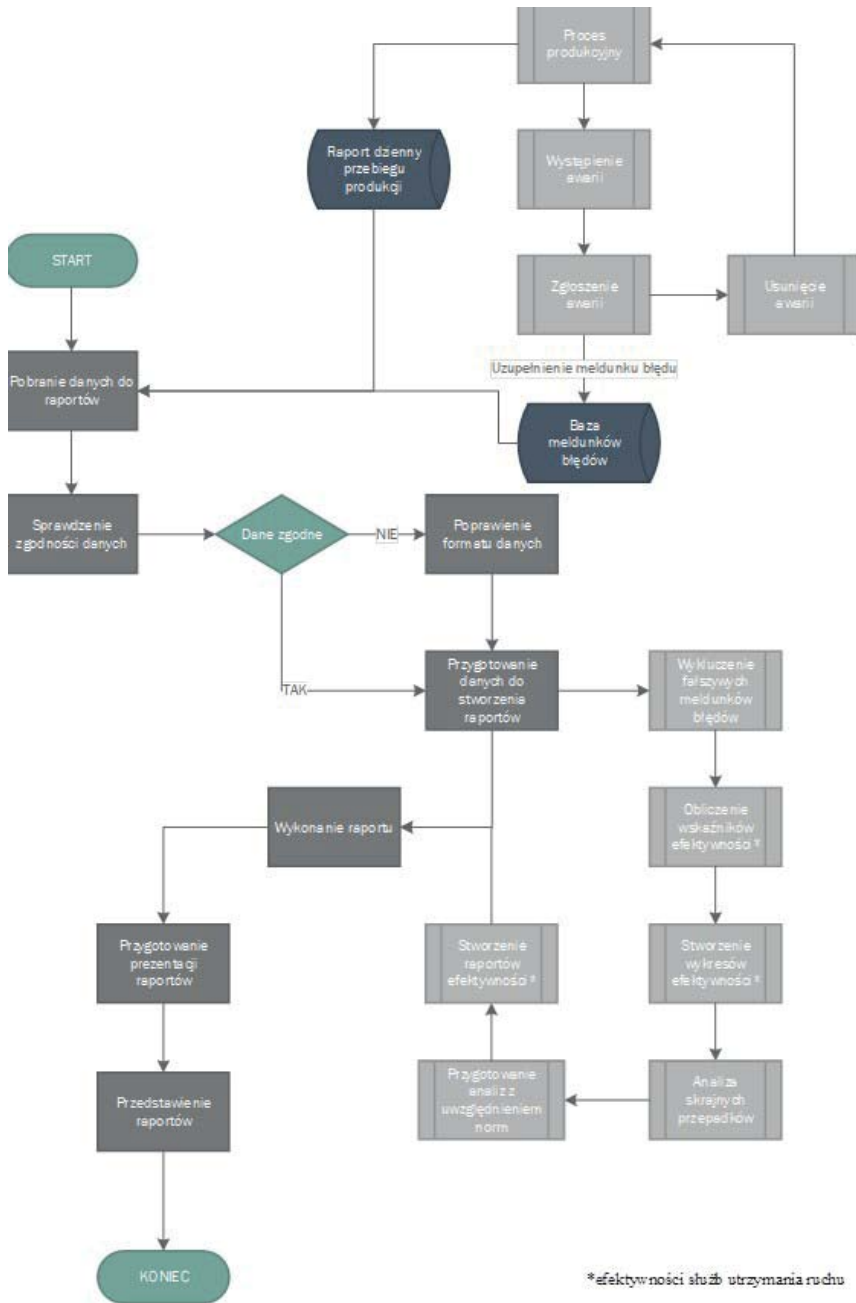 Proces
produkcyjny
Raport dzienny
przebiegu
produkcji
Wystąpienie
awarii
START
Zgłoszenie
awarii
Usunięcie
awarii
Uzupełnienie meldunku błędu
Pobranie danych do
raportów
Baza
meldunków
błędów
Sprawdzenie
zgodności danych
Dane zgodne
NIE
Poprawienie
formatu danych
TAK
Przygotowanie
danych do
stworzenia
raportów
Wykluczenie
fałszywych
meldunków
błędów
Wykonanie raportu
Obliczenie
wskaźników
efektywności*
Przygotowanie
prezentacji
raportów
Stworzenie
raportów
efektywności*
Stworzenie
wykresów
efektywności*
Przedstawienie
raportów
Przygotowanie
analiz z
uwzględnieniem
norm
Analiza
skrajnych
przepadków
KONIEC
*efektywności służb utrzymania ruchu